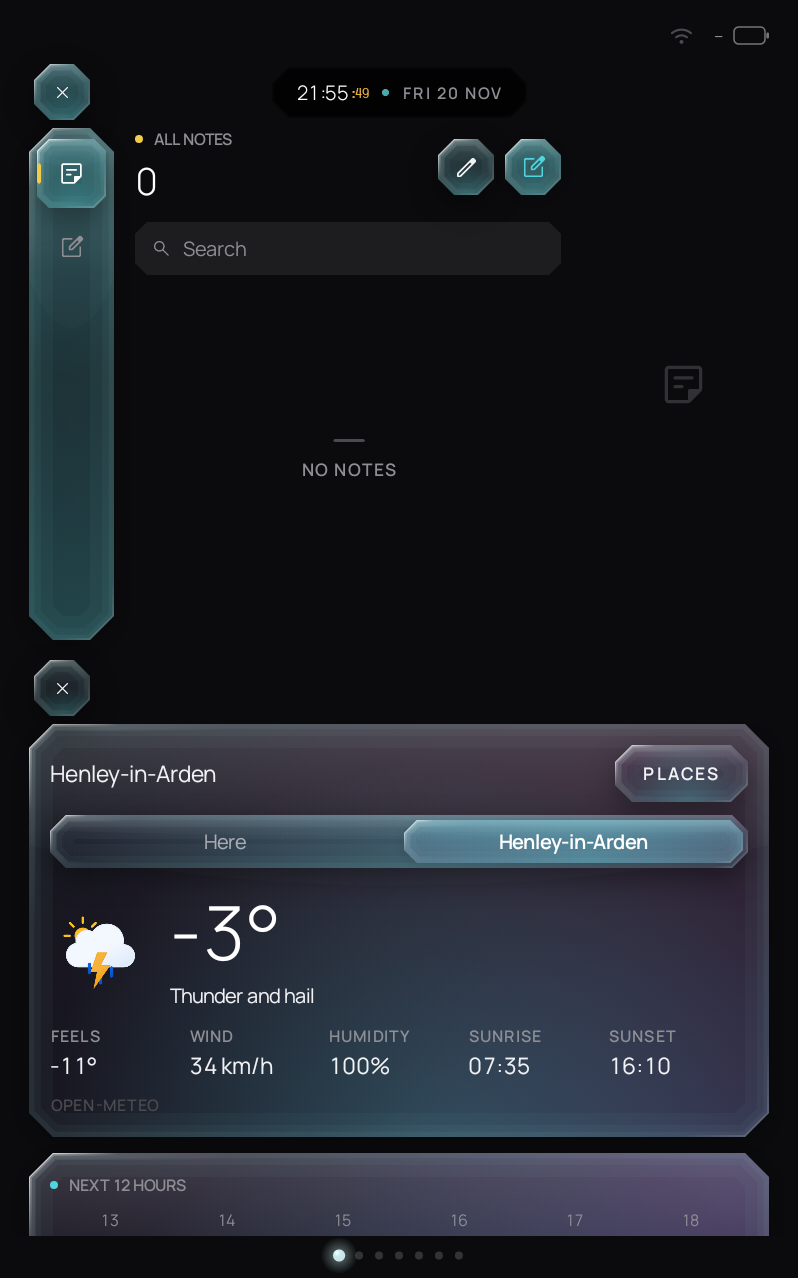 –
21:55:49 • FRI 20 NOV
ALL NOTES
0
Search
NO NOTES
Henley-in-Arden
PLACES
Here
Henley-in-Arden
-3°
Thunder and hail
FEELS WIND HUMIDITY SUNRISE SUNSET
-11° 34 km/h 100% 07:35 16:10
OPEN-METEO
NEXT 12 HOURS
13 14 15 16 17 18